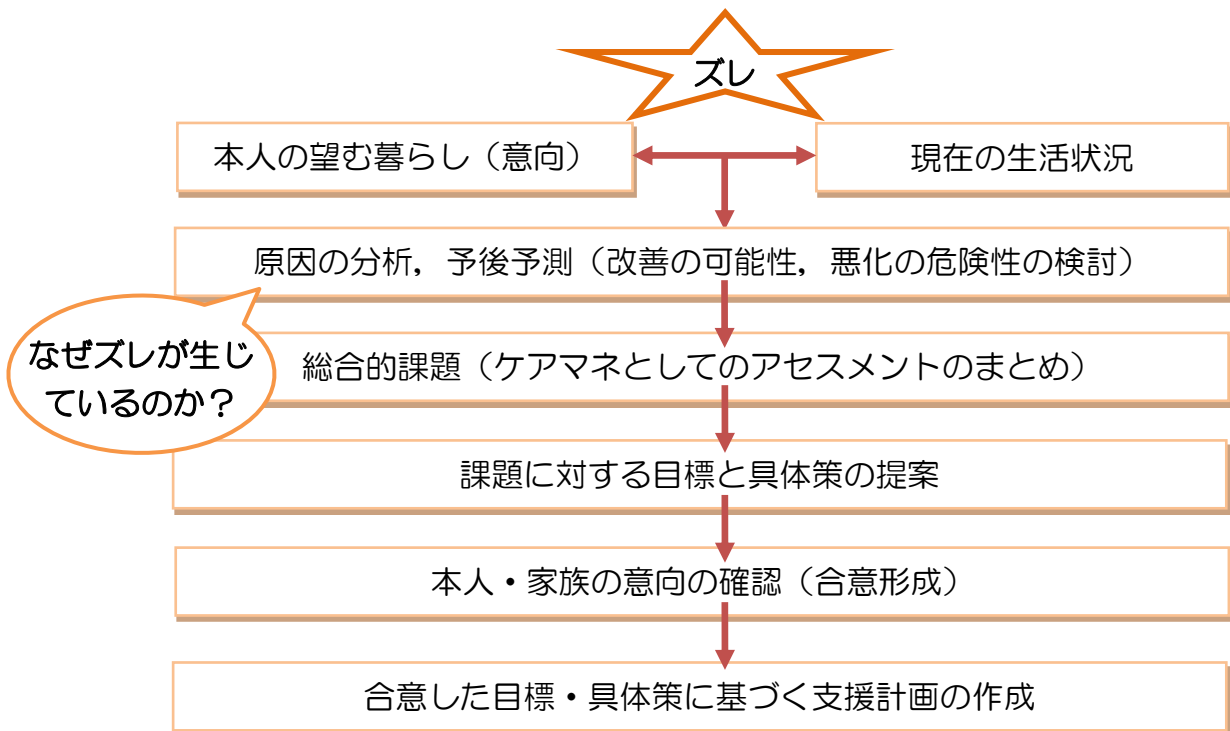 ズレ
本人の望む暮らし（意向）
現在の生活状況
原因の分析，予後予測（改善の可能性，悪化の危険性の検討）
なぜズレが生じ
ているのか？
総合的課題（ケアマネとしてのアセスメントのまとめ）
課題に対する目標と具体策の提案
本人・家族の意向の確認（合意形成）
合意した目標・具体策に基づく支援計画の作成